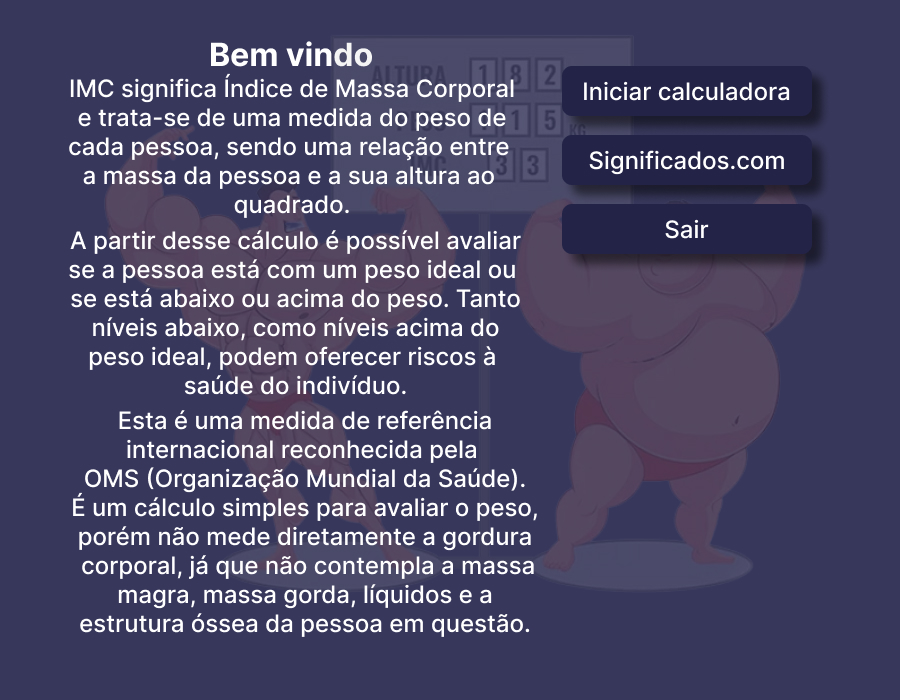 Bem vindo
IMC significa Índice de Massa Corporal
e trata-se de uma medida do peso de
cada pessoa, sendo uma relação entre
a massa da pessoa e a sua altura ao
quadrado.
A partir desse cálculo é possível avaliar
se a pessoa está com um peso ideal ou
se está abaixo ou acima do peso. Tanto
níveis abaixo, como níveis acima do
peso ideal, podem oferecer riscos à
saúde do indivíduo.
Esta é uma medida de referência
internacional reconhecida pela
OMS (Organização Mundial da Saúde).
É um cálculo simples para avaliar o peso,
porém não mede diretamente a gordura
corporal, já que não contempla a massa
magra, massa gorda, líquidos e a
estrutura óssea da pessoa em questão.
Iniciar calculadora
Significados.com
Sair
ALTURA 1 8 2
PESO 1 1 5 KG
IMC 3 3